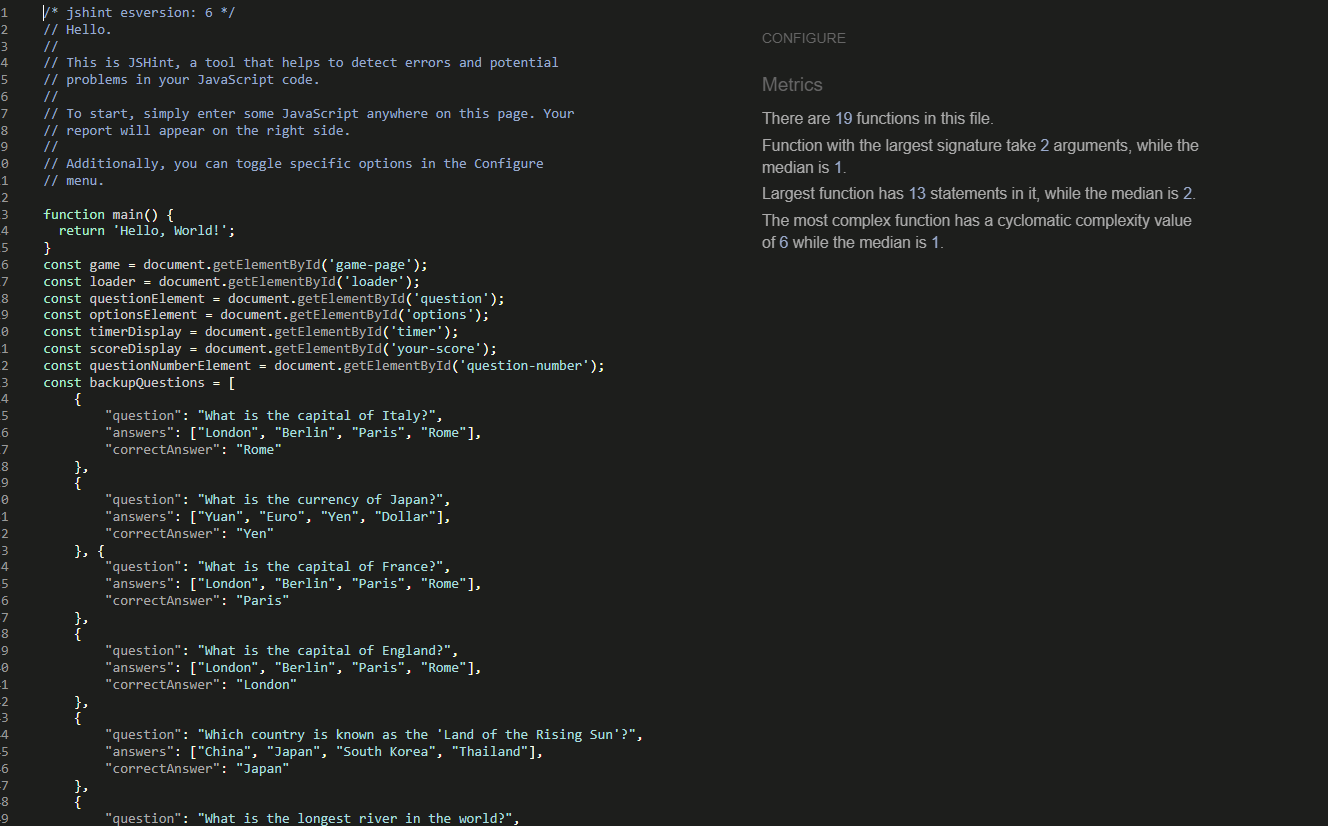 1 /* jshint esversion: 6 */
2 // Hello.
3 //
4 // This is JSHint, a tool that helps to detect errors and potential
5 // problems in your JavaScript code.
6 //
7 // To start, simply enter some JavaScript anywhere on this page. Your
8 // report will appear on the right side.
9 //
0 // Additionally, you can toggle specific options in the Configure
1 // menu.
2
3 function main() {
4 return 'Hello, World!';
5 }
6 const game = document.getElementById('game-page');
7 const loader = document.getElementById('loader');
8 const questionElement = document.getElementById('question');
9 const optionsElement = document.getElementById('options');
0 const timerDisplay = document.getElementById('timer');
1 const scoreDisplay = document.getElementById('your-score');
2 const questionNumberElement = document.getElementById('question-number');
3 const backupQuestions = [
4 {
5 "question": "What is the capital of Italy?",
6 "answers": ["London", "Berlin", "Paris", "Rome"],
7 "correctAnswer": "Rome"
8 },
9 {
0 "question": "What is the currency of Japan?",
1 "answers": ["Yuan", "Euro", "Yen", "Dollar"],
2 "correctAnswer": "Yen"
3 }, {
4 "question": "What is the capital of France?",
5 "answers": ["London", "Berlin", "Paris", "Rome"],
6 "correctAnswer": "Paris"
7 },
8 {
9 "question": "What is the capital of England?",
0 "answers": ["London", "Berlin", "Paris", "Rome"],
1 "correctAnswer": "London"
2 },
3 {
4 "question": "Which country is known as the 'Land of the Rising Sun'?",
5 "answers": ["China", "Japan", "South Korea", "Thailand"],
6 "correctAnswer": "Japan"
7 },
8 {
9 "question": "What is the longest river in the world?",
CONFIGURE
Metrics
There are 19 functions in this file.
Function with the largest signature take 2 arguments, while the
median is 1.
Largest function has 13 statements in it, while the median is 2.
The most complex function has a cyclomatic complexity value
of 6 while the median is 1.